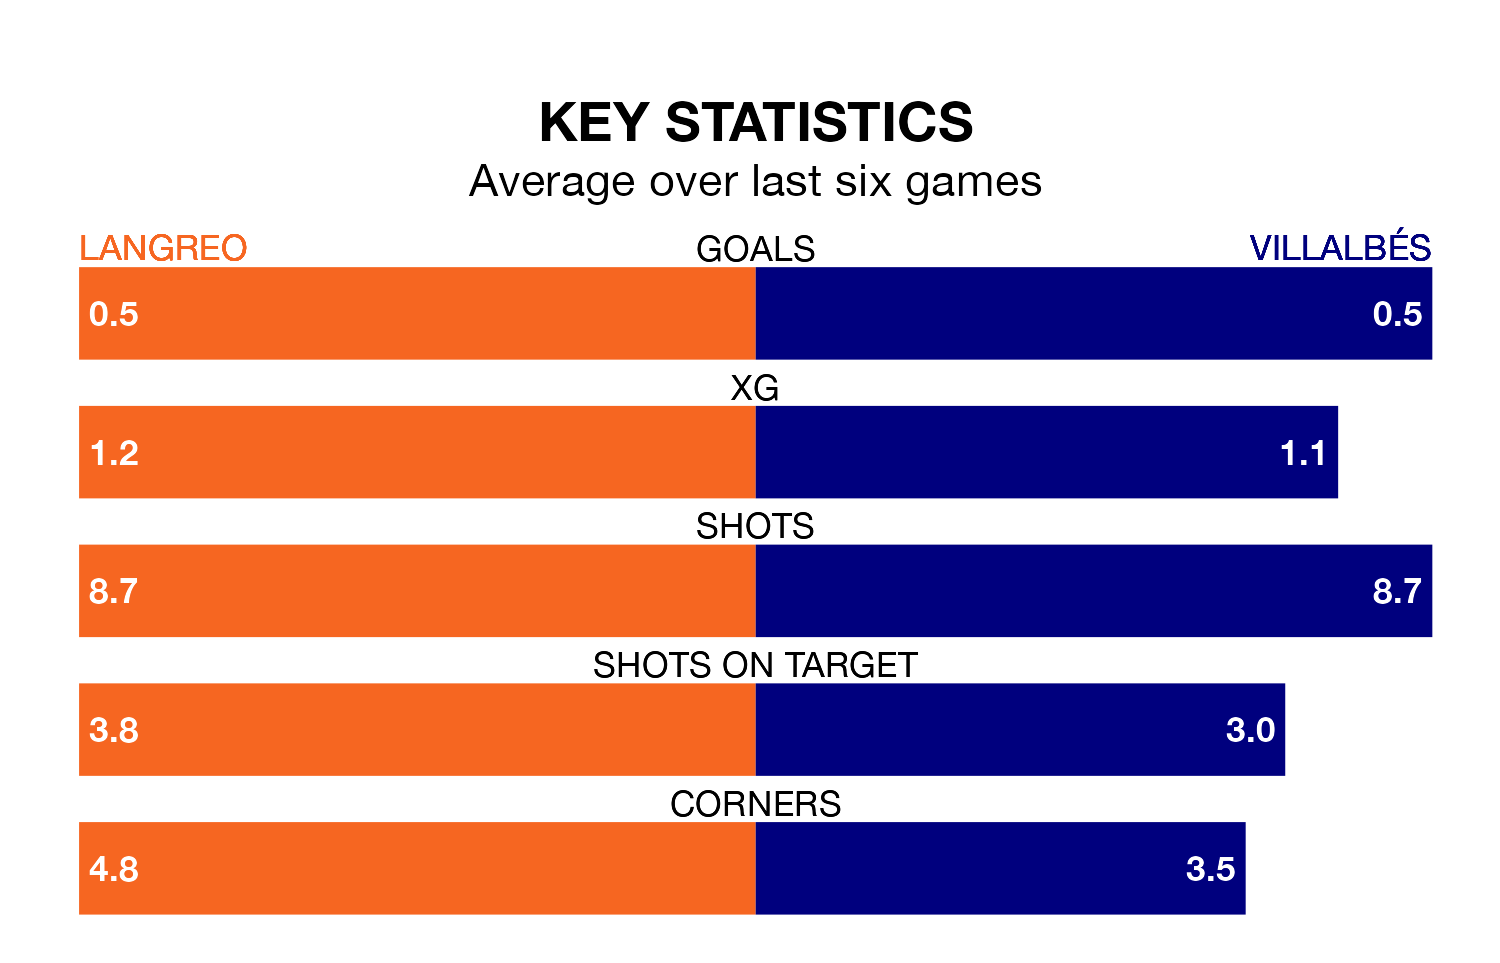 KEY STATISTICS
Average over last six games
LANGREO GOALS VILLALBÉS
0.5 0.5
XG
1.2 1.1
SHOTS
8.7 8.7
SHOTS ON TARGET
3.8 3.0
CORNERS
4.8 3.5